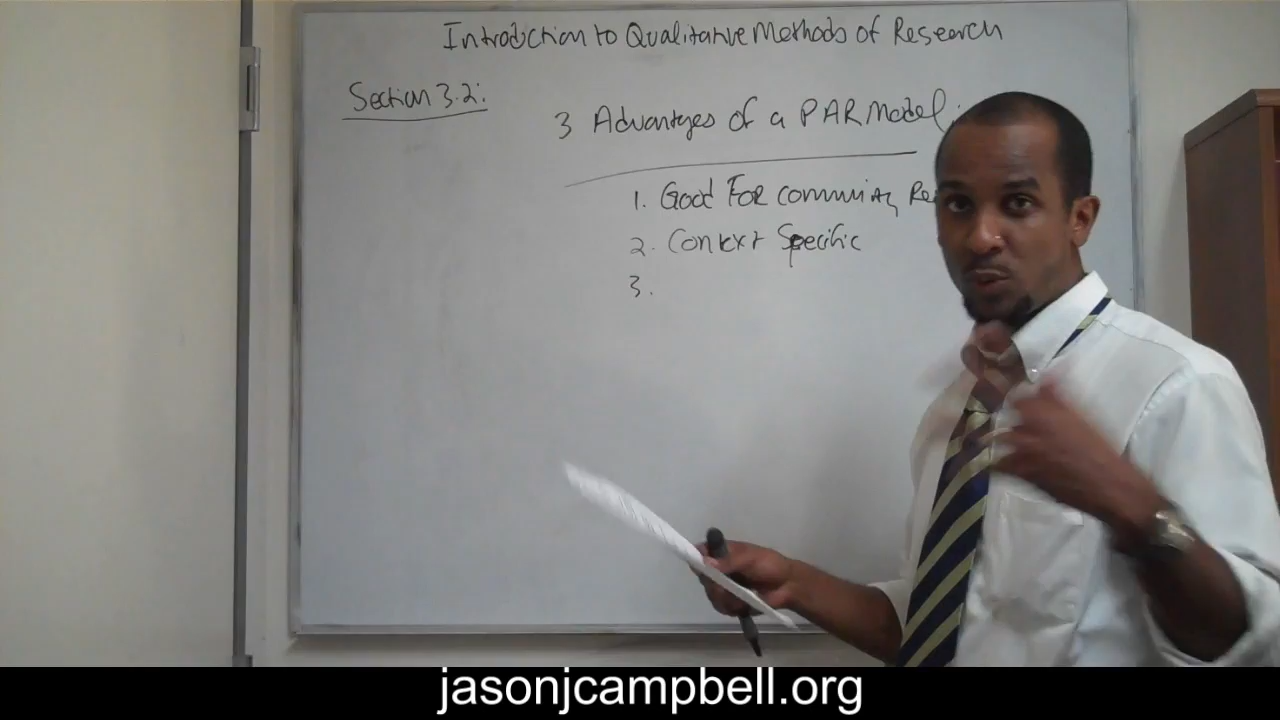 Introduction to Qualitative Methods of Research
Section 3.2:
3 Advantages of a PAR Model:
1. Good For community Re
2. Context Specific
3.
jasonjcampbell.org